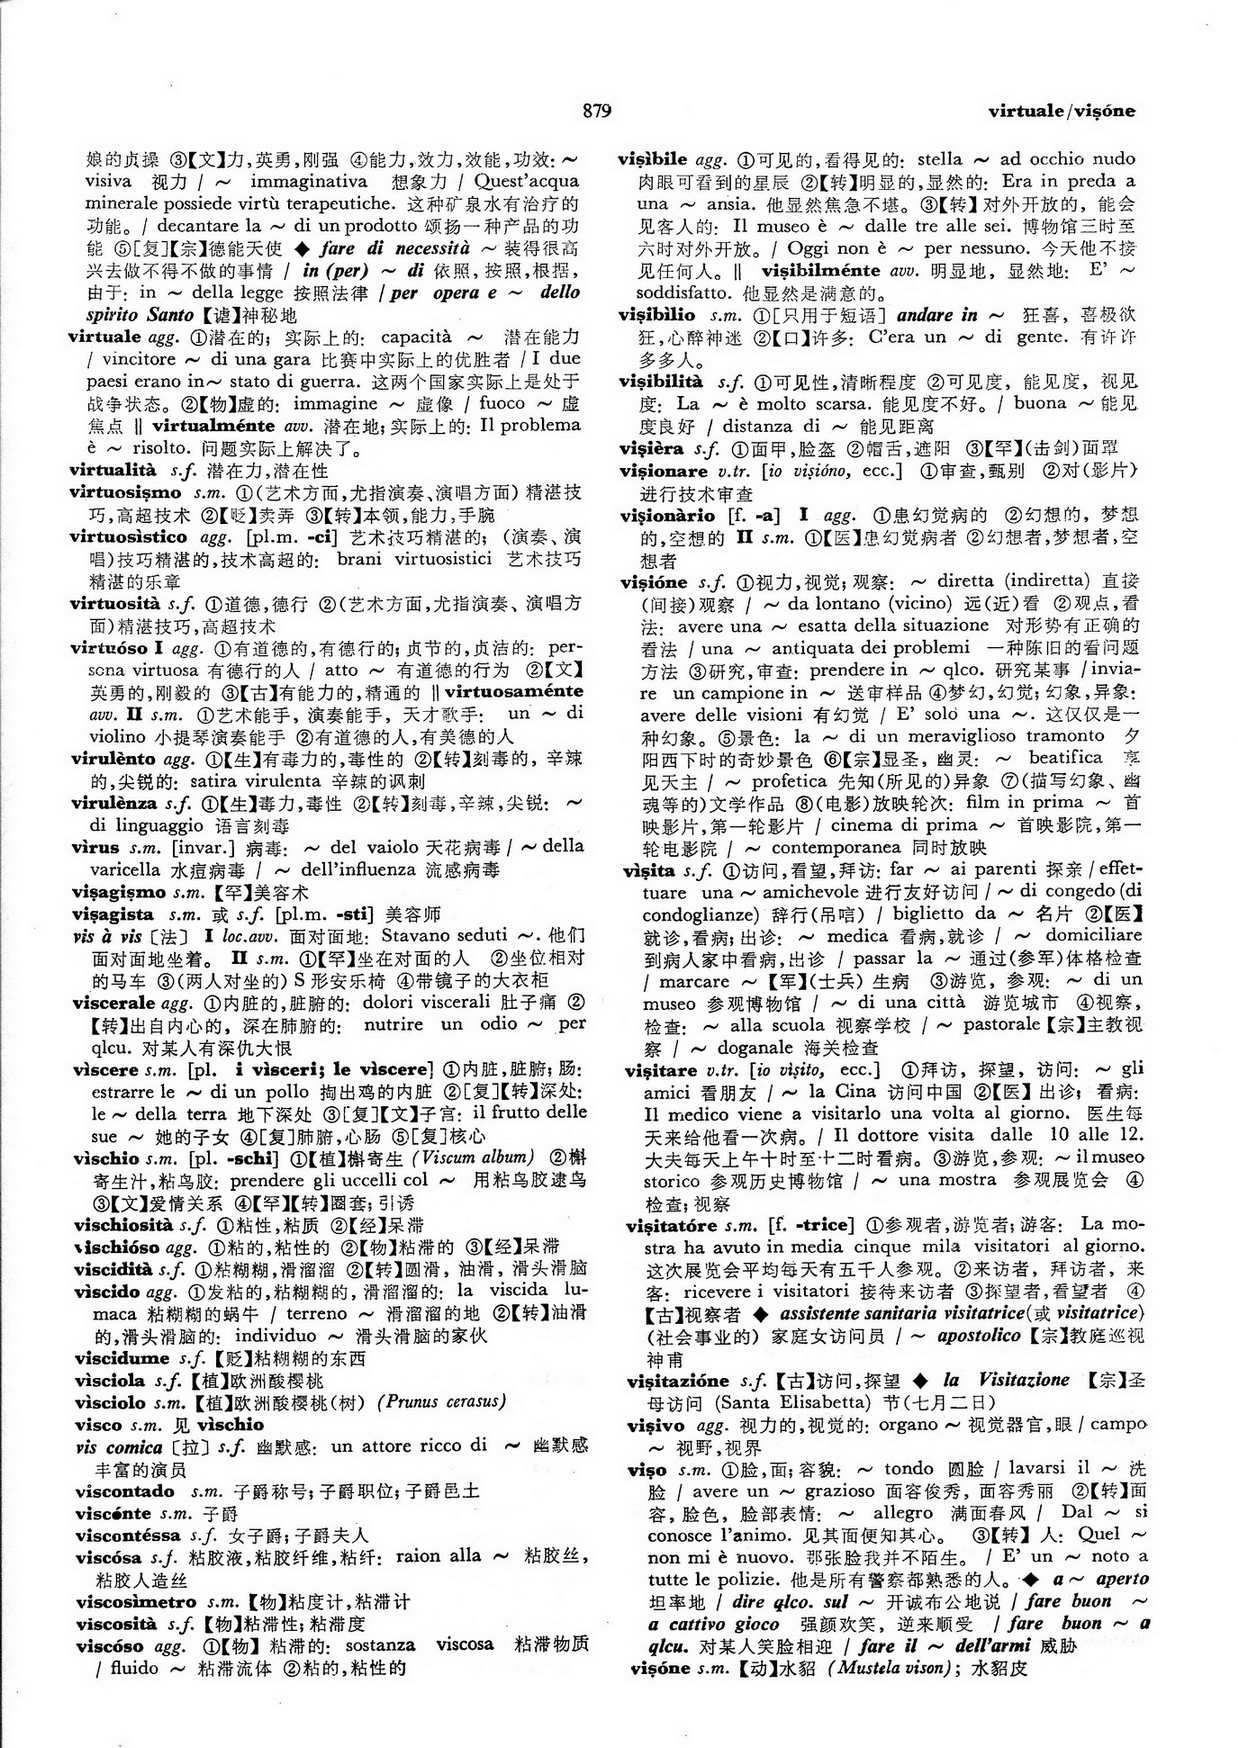 879
virtuale/viṣóne
娘的贞操 ③【文】力,英勇,刚强 ④能力,效力,效能,功效: ~
visiva 视力 / ~ immaginativa 想象力 / Quest'acqua
minerale possiede virtù terapeutiche. 这种矿泉水有治疗的
功能。/ decantare la ~ di un prodotto 颂扬一种产品的功
能 ⑤[复]【宗】德能天使 ◆ fare di necessità ~ 装得很高
兴去做不得不做的事情 / in (per) ~ di 依照,按照,根据,
由于: in ~ della legge 按照法律 / per opera e ~ dello
spirito Santo 【谑】神秘地
virtuale agg. ①潜在的; 实际上的: capacità ~ 潜在能力
/ vincitore ~ di una gara 比赛中实际上的优胜者 / I due
paesi erano in~ stato di guerra. 这两个国家实际上是处于
战争状态。②【物】虚的: immagine ~ 虚像 / fuoco ~ 虚
焦点 ‖ virtualménte avv. 潜在地;实际上的: Il problema
è ~ risolto. 问题实际上解决了。
virtualità s.f. 潜在力,潜在性
virtuosiṣmo s.m. ①(艺术方面,尤指演奏、演唱方面) 精湛技
巧,高超技术 ②【贬】卖弄 ③【转】本领,能力,手腕
virtuosìstico agg. [pl.m. -ci] 艺术技巧精湛的; (演奏、演
唱)技巧精湛的,技术高超的: brani virtuosistici 艺术技巧
精湛的乐章
virtuosità s.f. ①道德,德行 ②(艺术方面,尤指演奏、演唱方
面)精湛技巧,高超技术
virtuóso I agg. ①有道德的,有德行的; 贞节的,贞洁的: per-
sona virtuosa 有德行的人 / atto ~ 有道德的行为 ②【文】
英勇的,刚毅的 ③【古】有能力的,精通的 ‖ virtuosaménte
avv. II s.m. ①艺术能手, 演奏能手, 天才歌手: un ~ di
violino 小提琴演奏能手 ②有道德的人,有美德的人
virulènto agg. ①【生】有毒力的,毒性的 ②【转】刻毒的, 辛辣
的,尖锐的: satira virulenta 辛辣的讽刺
virulènza s.f. ①【生】毒力,毒性 ②【转】刻毒,辛辣,尖锐: ~
di linguaggio 语言刻毒
vìrus s.m. [invar.] 病毒: ~ del vaiolo 天花病毒 / ~ della
varicella 水痘病毒 / ~ dell'influenza 流感病毒
viṣagiṣmo s.m.【罕】美容术
viṣagista s.m. 或 s.f. [pl.m. -sti] 美容师
vis à vis〔法〕 I loc.avv. 面对面地: Stavano seduti ~. 他们
面对面地坐着。 II s.m. ①【罕】坐在对面的人 ②坐位相对
的马车 ③(两人对坐的) S 形安乐椅 ④带镜子的大衣柜
viscerale agg. ①内脏的,脏腑的: dolori viscerali 肚子痛 ②
【转】出自内心的, 深在肺腑的: nutrire un odio ~ per
qlcu. 对某人有深仇大恨
vìscere s.m. [pl. i vìsceri; le vìscere] ①内脏,脏腑; 肠:
estrarre le ~ di un pollo 掏出鸡的内脏 ②[复]【转】深处:
le ~ della terra 地下深处 ③[复]【文】子宫: il frutto delle
sue ~ 她的子女 ④[复]肺腑,心肠 ⑤[复]核心
vìschio s.m. [pl. -schi] ①【植】槲寄生 (Viscum album) ②槲
寄生汁,粘鸟胶: prendere gli uccelli col ~ 用粘鸟胶逮鸟
③【文】爱情关系 ④【罕】【转】圈套; 引诱
vischiosità s.f. ①粘性,粘质 ②【经】呆滞
vischióso agg. ①粘的,粘性的 ②【物】粘滞的 ③【经】呆滞
viscidità s.f. ①粘糊糊,滑溜溜 ②【转】圆滑, 油滑, 滑头滑脑
vìscido agg. ①发粘的,粘糊糊的, 滑溜溜的: la viscida lu-
maca 粘糊糊的蜗牛 / terreno ~ 滑溜溜的地 ②【转】油滑
的,滑头滑脑的: individuo ~ 滑头滑脑的家伙
viscidume s.f.【贬】粘糊糊的东西
vìsciola s.f.【植】欧洲酸樱桃
vìsciolo s.m.【植】欧洲酸樱桃(树) (Prunus cerasus)
visco s.m. 见 vìschio
vis comica〔拉〕s.f. 幽默感: un attore ricco di ~ 幽默感
丰富的演员
viscontado s.m. 子爵称号; 子爵职位; 子爵邑土
viscónte s.m. 子爵
viscontéssa s.f. 女子爵; 子爵夫人
viscósa s.f. 粘胶液,粘胶纤维,粘纤: raion alla ~ 粘胶丝,
粘胶人造丝
viscosìmetro s.m.【物】粘度计,粘滞计
viscosità s.f.【物】粘滞性; 粘滞度
viscóso agg. ①【物】 粘滞的: sostanza viscosa 粘滞物质
/ fluido ~ 粘滞流体 ②粘的,粘性的
viṣìbile agg. ①可见的,看得见的: stella ~ ad occhio nudo
肉眼可看到的星辰 ②【转】明显的,显然的: Era in preda a
una ~ ansia. 他显然焦急不堪。③【转】对外开放的, 能会
见客人的: Il museo è ~ dalle tre alle sei. 博物馆三时至
六时对外开放。/ Oggi non è ~ per nessuno. 今天他不接
见任何人。‖ viṣibilménte avv. 明显地, 显然地: E' ~
soddisfatto. 他显然是满意的。
viṣibìlio s.m. ①[只用于短语] andare in ~ 狂喜, 喜极欲
狂,心醉神迷 ②【口】许多: C'era un ~ di gente. 有许许
多多人。
viṣibilità s.f. ①可见性,清晰程度 ②可见度, 能见度, 视见
度: La ~ è molto scarsa. 能见度不好。/ buona ~ 能见
度良好 / distanza di ~ 能见距离
viṣièra s.f. ①面甲,脸盔 ②帽舌,遮阳 ③【罕】(击剑)面罩
viṣionare v.tr. [io viṣióno, ecc.] ①审查,甄别 ②对(影片)
进行技术审查
viṣionàrio [f. -a] I agg. ①患幻觉病的 ②幻想的, 梦想
的,空想的 II s.m. ①【医】患幻觉病者 ②幻想者,梦想者,空
想者
viṣióne s.f. ①视力,视觉; 观察: ~ diretta (indiretta) 直接
(间接)观察 / ~ da lontano (vicino) 远(近)看 ②观点,看
法: avere una ~ esatta della situazione 对形势有正确的
看法 / una ~ antiquata dei problemi 一种陈旧的看问题
方法 ③研究,审查: prendere in ~ qlco. 研究某事 / invia-
re un campione in ~ 送审样品 ④梦幻,幻觉; 幻象,异象:
avere delle visioni 有幻觉 / E' solo una ~. 这仅仅是一
种幻象。⑤景色: la ~ di un meraviglioso tramonto 夕
阳西下时的奇妙景色 ⑥【宗】显圣, 幽灵: ~ beatifica 享
见天主 / ~ profetica 先知(所见的)异象 ⑦(描写幻象、幽
魂等的)文学作品 ⑧(电影)放映轮次: film in prima ~ 首
映影片,第一轮影片 / cinema di prima ~ 首映影院,第一
轮电影院 / ~ contemporanea 同时放映
vìṣita s.f. ①访问,看望,拜访: far ~ ai parenti 探亲 / effet-
tuare una ~ amichevole 进行友好访问 / ~ di congedo (di
condoglianze) 辞行(吊唁) / biglietto da ~ 名片 ②【医】
就诊,看病; 出诊: ~ medica 看病,就诊 / ~ domiciliare
到病人家中看病,出诊 / passar la ~ 通过(参军)体格检查
/ marcare ~ 【军】(士兵) 生病 ③游览, 参观: ~ di un
museo 参观博物馆 / ~ di una città 游览城市 ④视察,
检查: ~ alla scuola 视察学校 / ~ pastorale【宗】主教视
察 / ~ doganale 海关检查
viṣitare v.tr. [io vìṣito, ecc.] ①拜访, 探望, 访问: ~ gli
amici 看朋友 / ~ la Cina 访问中国 ②【医】出诊; 看病:
Il medico viene a visitarlo una volta al giorno. 医生每
天来给他看一次病。/ Il dottore visita dalle 10 alle 12.
大夫每天上午十时至十二时看病。③游览,参观: ~ il museo
storico 参观历史博物馆 / ~ una mostra 参观展览会 ④
检查; 视察
viṣitatóre s.m. [f. -trice] ①参观者,游览者; 游客: La mo-
stra ha avuto in media cinque mila visitatori al giorno.
这次展览会平均每天有五千人参观。②来访者, 拜访者, 来
客: ricevere i visitatori 接待来访者 ③探望者,看望者 ④
【古】视察者 ◆ assistente sanitaria visitatrice(或 visitatrice)
(社会事业的) 家庭女访问员 / ~ apostolico【宗】教庭巡视
神甫
viṣitazióne s.f.【古】访问,探望 ◆ la Visitazione 【宗】圣
母访问 (Santa Elisabetta) 节(七月二日)
viṣivo agg. 视力的,视觉的: organo ~ 视觉器官,眼 / campo
~ 视野,视界
viṣo s.m. ①脸,面; 容貌: ~ tondo 圆脸 / lavarsi il ~ 洗
脸 / avere un ~ grazioso 面容俊秀, 面容秀丽 ②【转】面
容, 脸色, 脸部表情: ~ allegro 满面春风 / Dal ~ si
conosce l'animo. 见其面便知其心。 ③【转】 人: Quel ~
non mi è nuovo. 那张脸我并不陌生。 / E' un ~ noto a
tutte le polizie. 他是所有警察都熟悉的人。◆ a ~ aperto
坦率地 / dire qlco. sul ~ 开诚布公地说 / fare buon ~
a cattivo gioco 强颜欢笑, 逆来顺受 / fare buon ~ a
qlcu. 对某人笑脸相迎 / fare il ~ dell'armi 威胁
viṣóne s.m.【动】水貂 (Mustela vison); 水貂皮